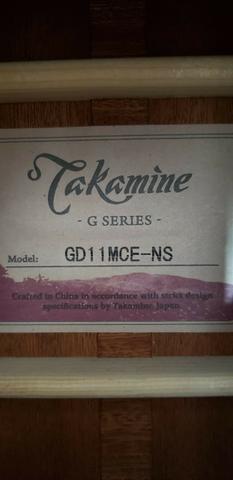 Takamine
- G SERIES -
Model: GD11MCE-NS
Crafted in China in accordance with strict design
specifications by Takamine Japan.